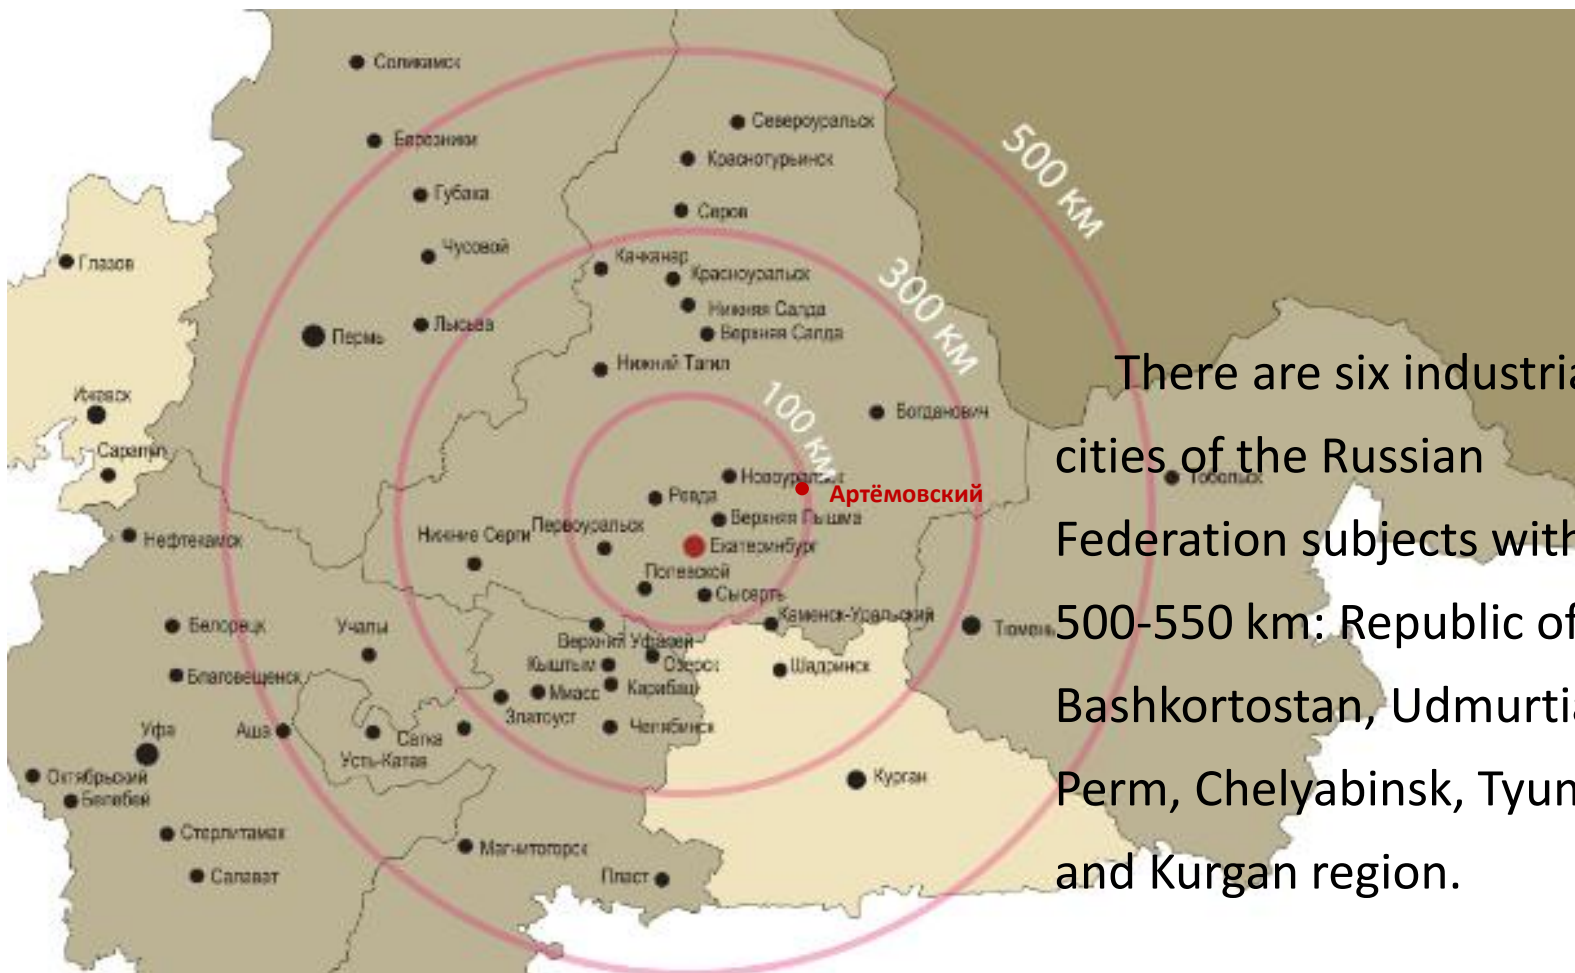 Соликамск
Североуральск
Березники
Краснотурьинск
500 км
Губаха
Серов
Чусовой
Качканар
Глазов
Красноуральск
300 км
Нижняя Салда
Лысьва
Верхняя Салда
Пермь
Нижний Тагил
There are six industria
Ижевск
100 км
Богданович
Сарапул
cities of the Russian
Новоуральск
Тобольск
Ревда
Артёмовский
Верхняя Пышма
Первоуральск
Нижние Серги
Нефтекамск
Екатеринбург
Federation subjects with
Полевской
Сысерть
Каменск-Уральский
Белорецк
Учалы
Тюмень
500-550 km: Republic of
Верхний Уфалей
Кыштым
Озерск
Шадринск
Благовещенск
Миасс
Карабаш
Bashkortostan, Udmurtia
Златоуст
Уфа
Аша
Сатка
Челябинск
Усть-Катав
Октябрьский
Курган
Perm, Chelyabinsk, Tyum
Белебей
Стерлитамак
Магнитогорск
Салават
Пласт
and Kurgan region.